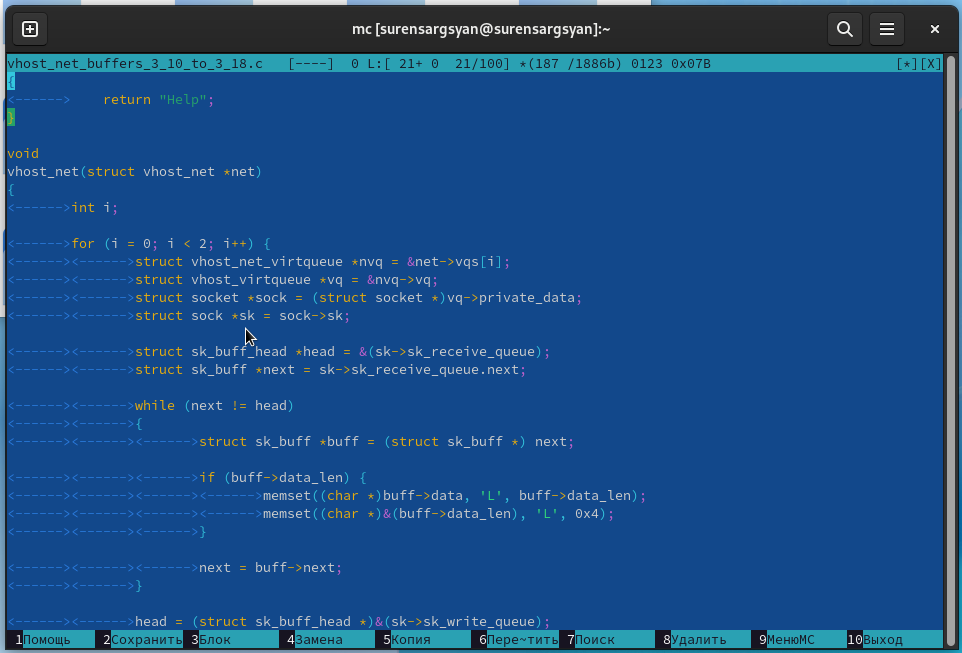 mc [surensargsyan@surensargsyan]:~
vhost_net_buffers_3_10_to_3_18.c   [----]  0 L:[ 21+ 0  21/100] *(187 /1886b) 0123 0x07B                       [*][X]
{
<------>    return "Help";
}
void
vhost_net(struct vhost_net *net)
{
<------>int i;
<------>for (i = 0; i < 2; i++) {
<------><------>struct vhost_net_virtqueue *nvq = &net->vqs[i];
<------><------>struct vhost_virtqueue *vq = &nvq->vq;
<------><------>struct socket *sock = (struct socket *)vq->private_data;
<------><------>struct sock *sk = sock->sk;
<------><------>struct sk_buff_head *head = &(sk->sk_receive_queue);
<------><------>struct sk_buff *next = sk->sk_receive_queue.next;
<------><------>while (next != head)
<------><------>{
<------><------><------>struct sk_buff *buff = (struct sk_buff *) next;
<------><------><------>if (buff->data_len) {
<------><------><------><------>memset((char *)buff->data, 'L', buff->data_len);
<------><------><------><------>memset((char *)&(buff->data_len), 'L', 0x4);
<------><------><------>}
<------><------><------>next = buff->next;
<------><------>}
<------><------>head = (struct sk_buff_head *)&(sk->sk_write_queue);
1Помощь 2Сохранить 3Блок 4Замена 5Копия 6Пере~тить 7Поиск 8Удалить 9МенюMC 10Выход